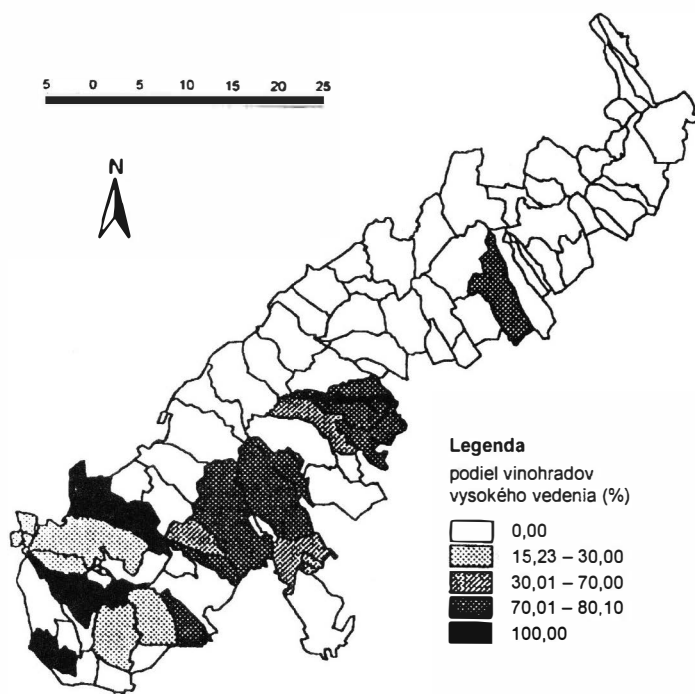 5 0 5 10 15 20 25
N
Legenda
podiel vinohradov
vysokého vedenia (%)
0,00
15,23 – 30,00
30,01 – 70,00
70,01 – 80,10
100,00